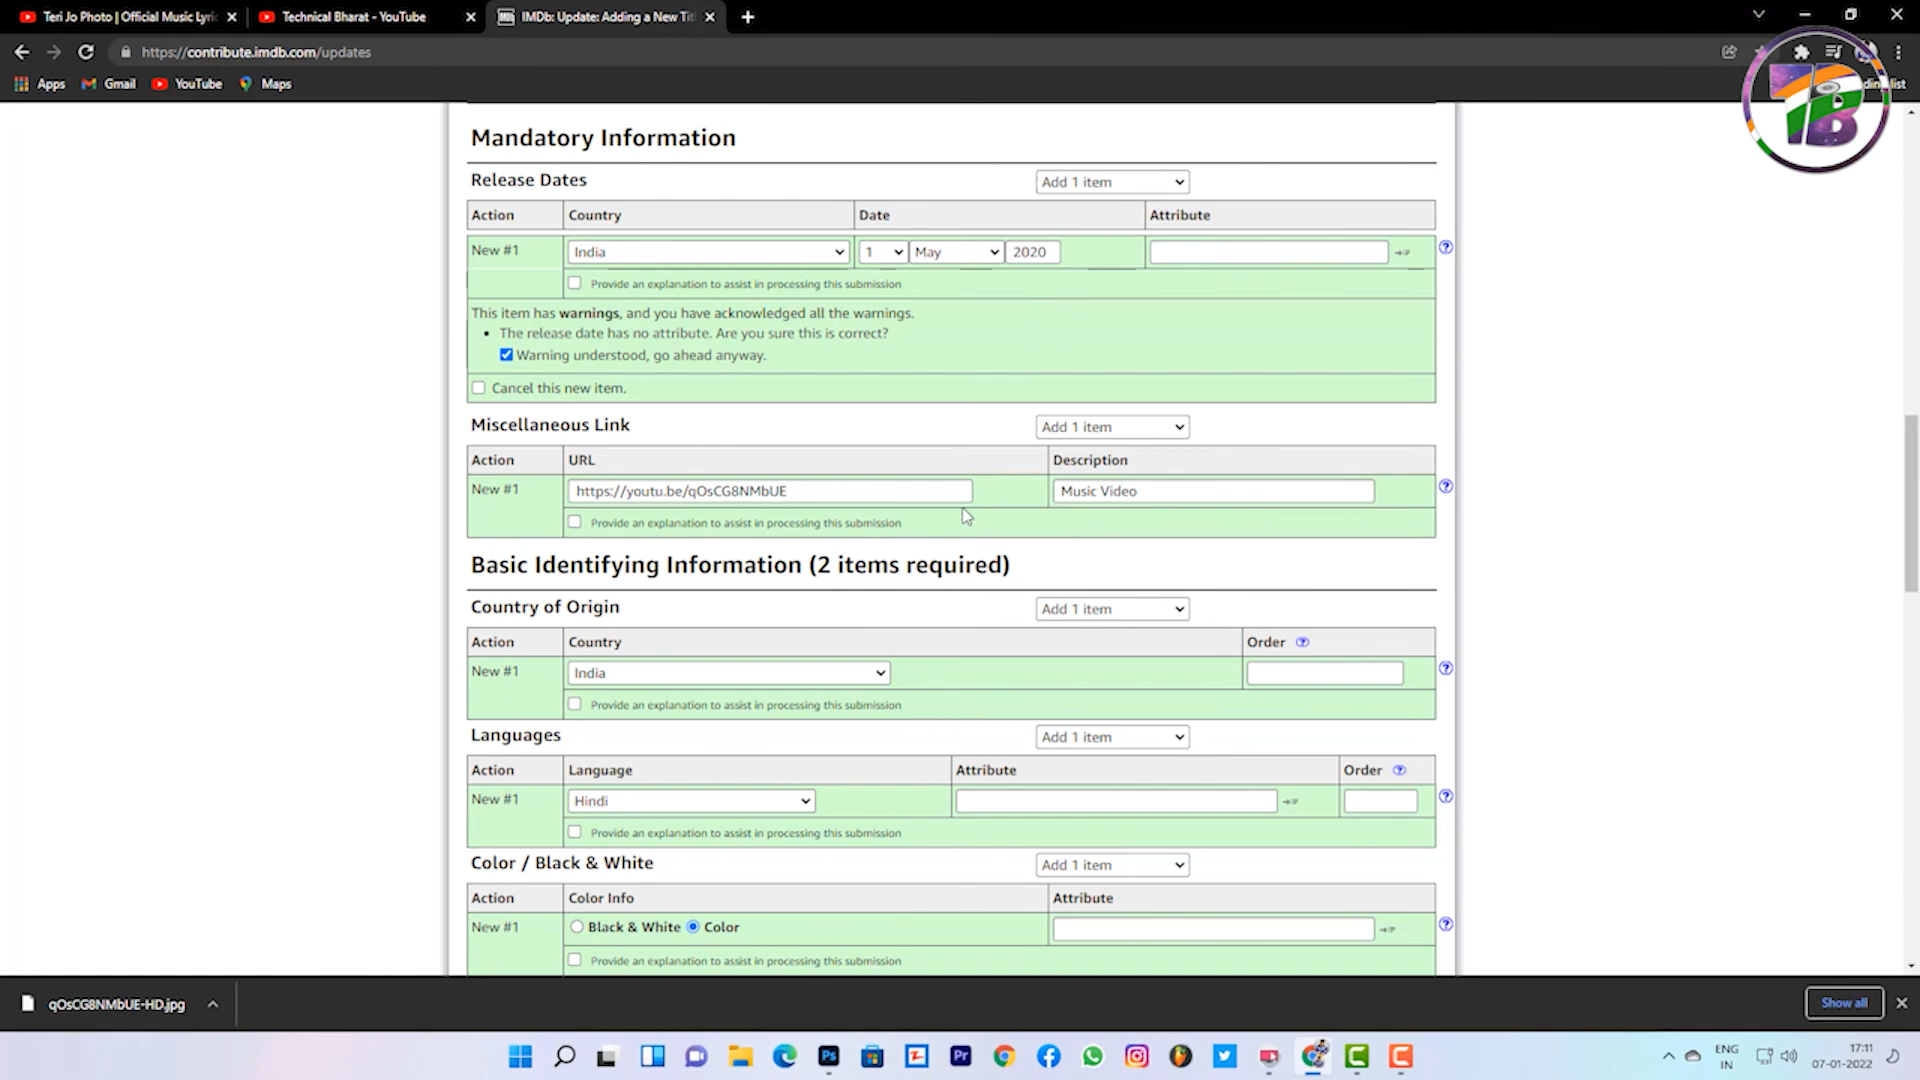 Teri Jo Photo | Official Music Lyri
Technical Bharat - YouTube
IMDb: Update: Adding a New Tit
https://contribute.imdb.com/updates
Apps
Gmail
YouTube
Maps
TB
Mandatory Information
Release Dates
Add 1 item
Action Country Date Attribute
New #1 India 1 May 2020
Provide an explanation to assist in processing this submission
This item has warnings, and you have acknowledged all the warnings.
• The release date has no attribute. Are you sure this is correct?
Warning understood, go ahead anyway.
Cancel this new item.
Miscellaneous Link
Add 1 item
Action URL Description
New #1 https://youtu.be/qOsCG8NMbUE Music Video
Provide an explanation to assist in processing this submission
Basic Identifying Information (2 items required)
Country of Origin
Add 1 item
Action Country Order
New #1 India
Provide an explanation to assist in processing this submission
Languages
Add 1 item
Action Language Attribute Order
New #1 Hindi
Provide an explanation to assist in processing this submission
Color / Black & White
Add 1 item
Action Color Info Attribute
New #1 Black & White Color
Provide an explanation to assist in processing this submission
qOsCG8NMbUE-HD.jpg
Show all
ENG
IN
17:11
07-01-2022